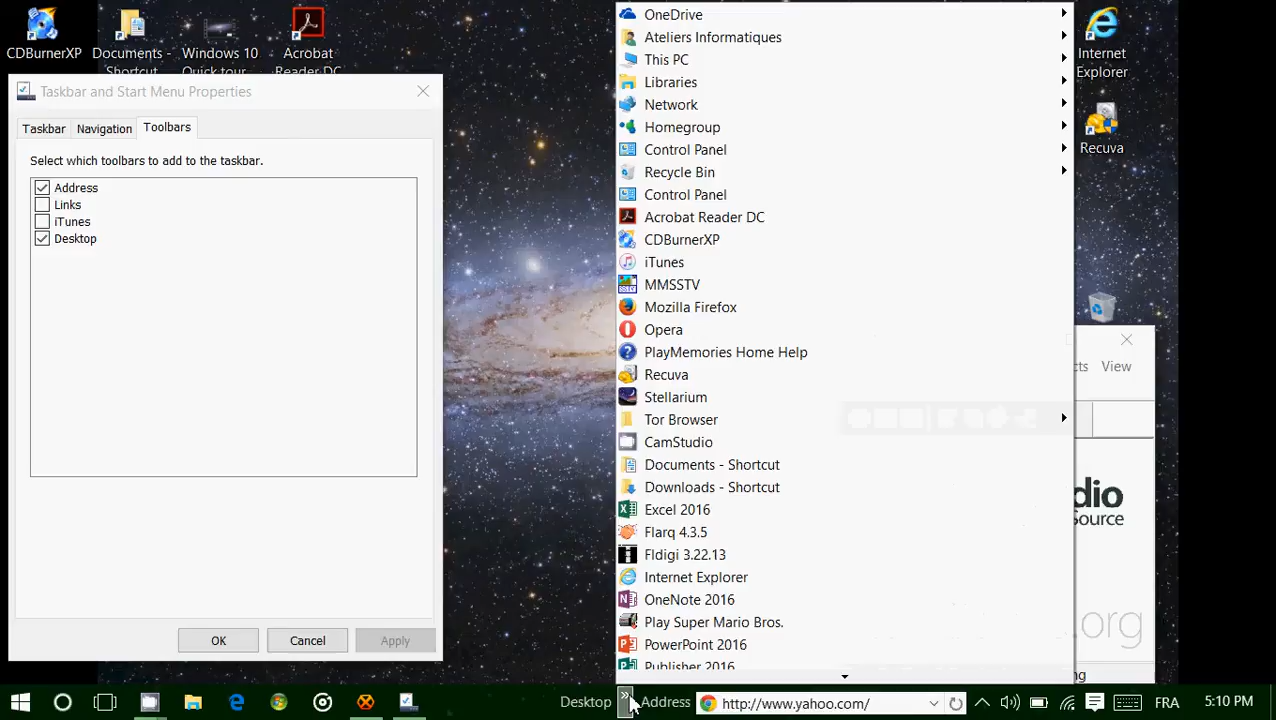 CDBurnerXP
Documents -
Shortcut
Windows 10
Quick tour
Acrobat
Reader DC
Taskbar and Start Menu Properties
Taskbar
Navigation
Toolbars
Select which toolbars to add to the taskbar.
Address
Links
iTunes
Desktop
OK
Cancel
Apply
OneDrive
Ateliers Informatiques
This PC
Libraries
Network
Homegroup
Control Panel
Recycle Bin
Control Panel
Acrobat Reader DC
CDBurnerXP
iTunes
MMSSTV
Mozilla Firefox
Opera
PlayMemories Home Help
Recuva
Stellarium
Tor Browser
CamStudio
Documents - Shortcut
Downloads - Shortcut
Excel 2016
Flarq 4.3.5
Fldigi 3.22.13
Internet Explorer
OneNote 2016
Play Super Mario Bros.
PowerPoint 2016
Publisher 2016
Internet
Explorer
Recuva
cts
View
dio
Source
.org
ng
Desktop
Address
http://www.yahoo.com/
FRA
5:10 PM